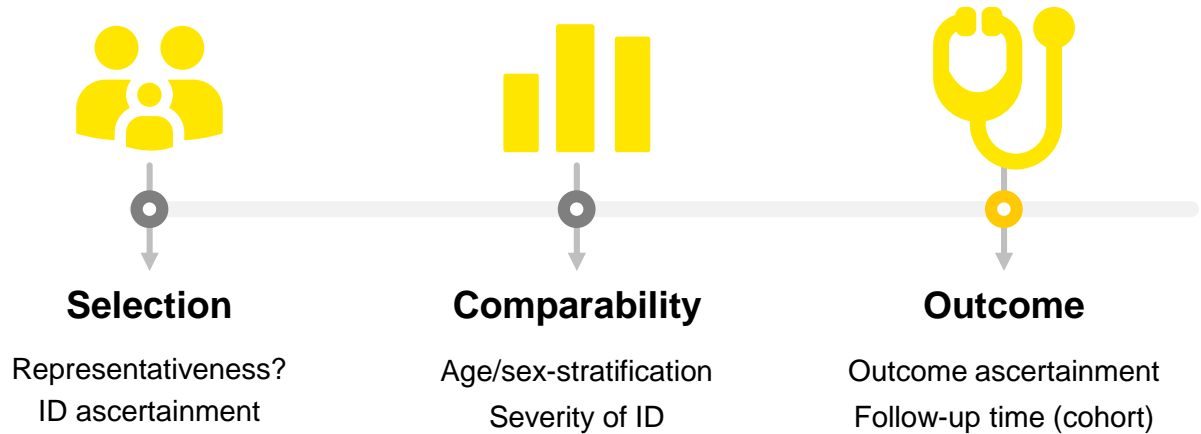 Selection
Representativeness?
ID ascertainment
Comparability
Age/sex-stratification
Severity of ID
Outcome
Outcome ascertainment
Follow-up time (cohort)